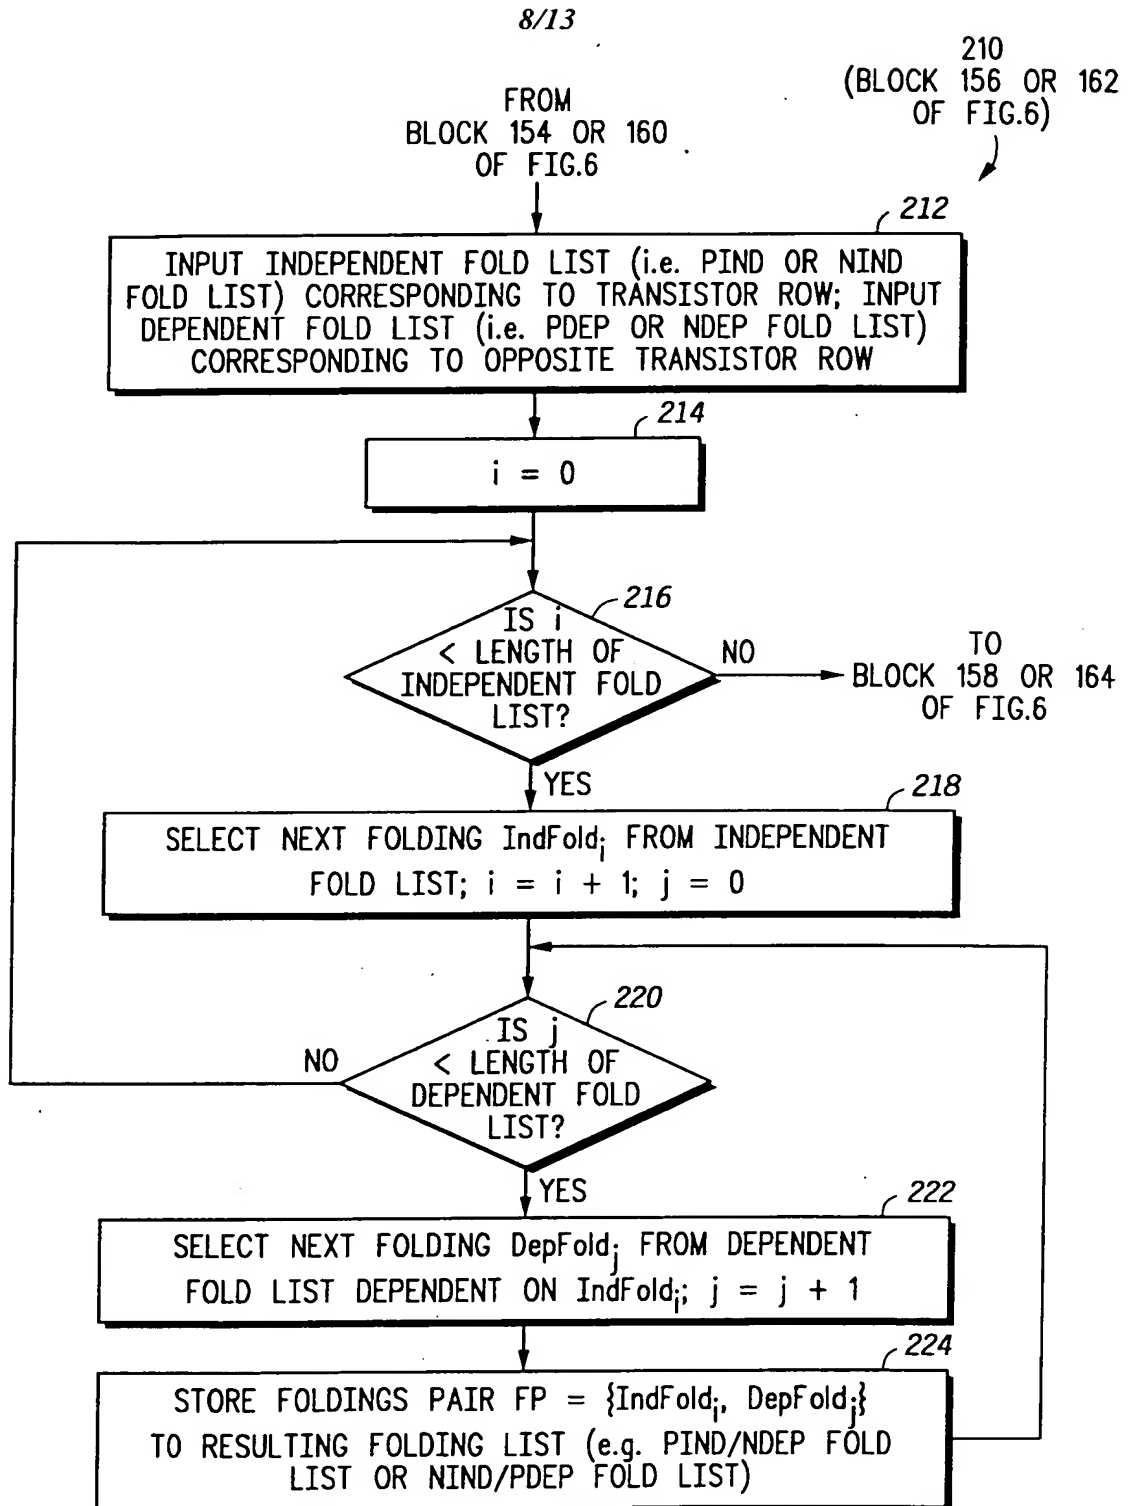 8/13
210
(BLOCK 156 OR 162
OF FIG.6)
FROM
BLOCK 154 OR 160
OF FIG.6
212
INPUT INDEPENDENT FOLD LIST (i.e. PIND OR NIND
FOLD LIST) CORRESPONDING TO TRANSISTOR ROW; INPUT
DEPENDENT FOLD LIST (i.e. PDEP OR NDEP FOLD LIST)
CORRESPONDING TO OPPOSITE TRANSISTOR ROW
214
i = 0
216
IS i
< LENGTH OF
INDEPENDENT FOLD
LIST?
NO
TO
BLOCK 158 OR 164
OF FIG.6
YES
218
SELECT NEXT FOLDING IndFoldᵢ FROM INDEPENDENT
FOLD LIST; i = i + 1; j = 0
220
IS j
< LENGTH OF
DEPENDENT FOLD
LIST?
NO
YES
222
SELECT NEXT FOLDING DepFoldⱼ FROM DEPENDENT
FOLD LIST DEPENDENT ON IndFoldᵢ; j = j + 1
224
STORE FOLDINGS PAIR FP = {IndFoldᵢ, DepFoldⱼ}
TO RESULTING FOLDING LIST (e.g. PIND/NDEP FOLD
LIST OR NIND/PDEP FOLD LIST)